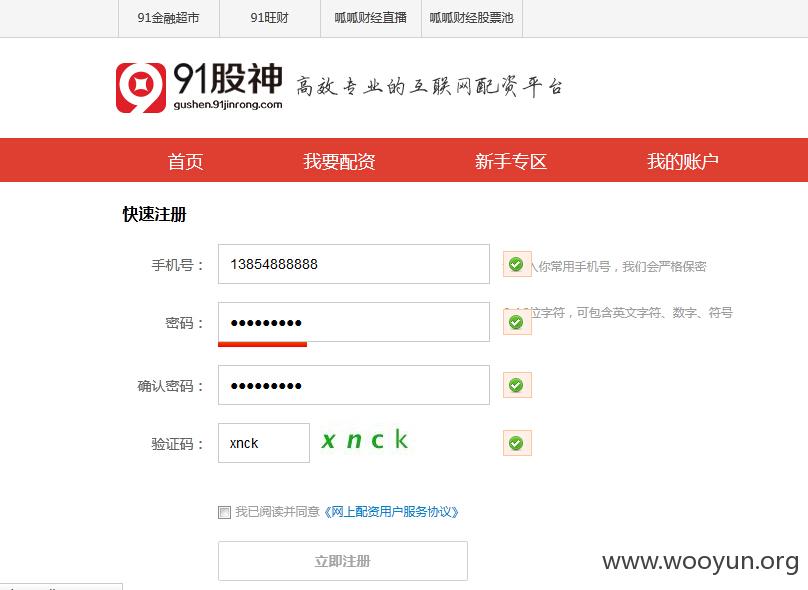 91金融超市 91旺财 呱呱财经直播 呱呱财经股票池
91股神 高效专业的互联网配资平台
gushen.91jinrong.com
首页 我要配资 新手专区 我的账户
快速注册
手机号： 13854888888 入你常用手机号，我们会严格保密
密码： ●●●●●●●●● 位字符，可包含英文字符、数字、符号
确认密码： ●●●●●●●●●
验证码： xnck xnck
我已阅读并同意《网上配资用户服务协议》
立即注册
www.wooyun.org